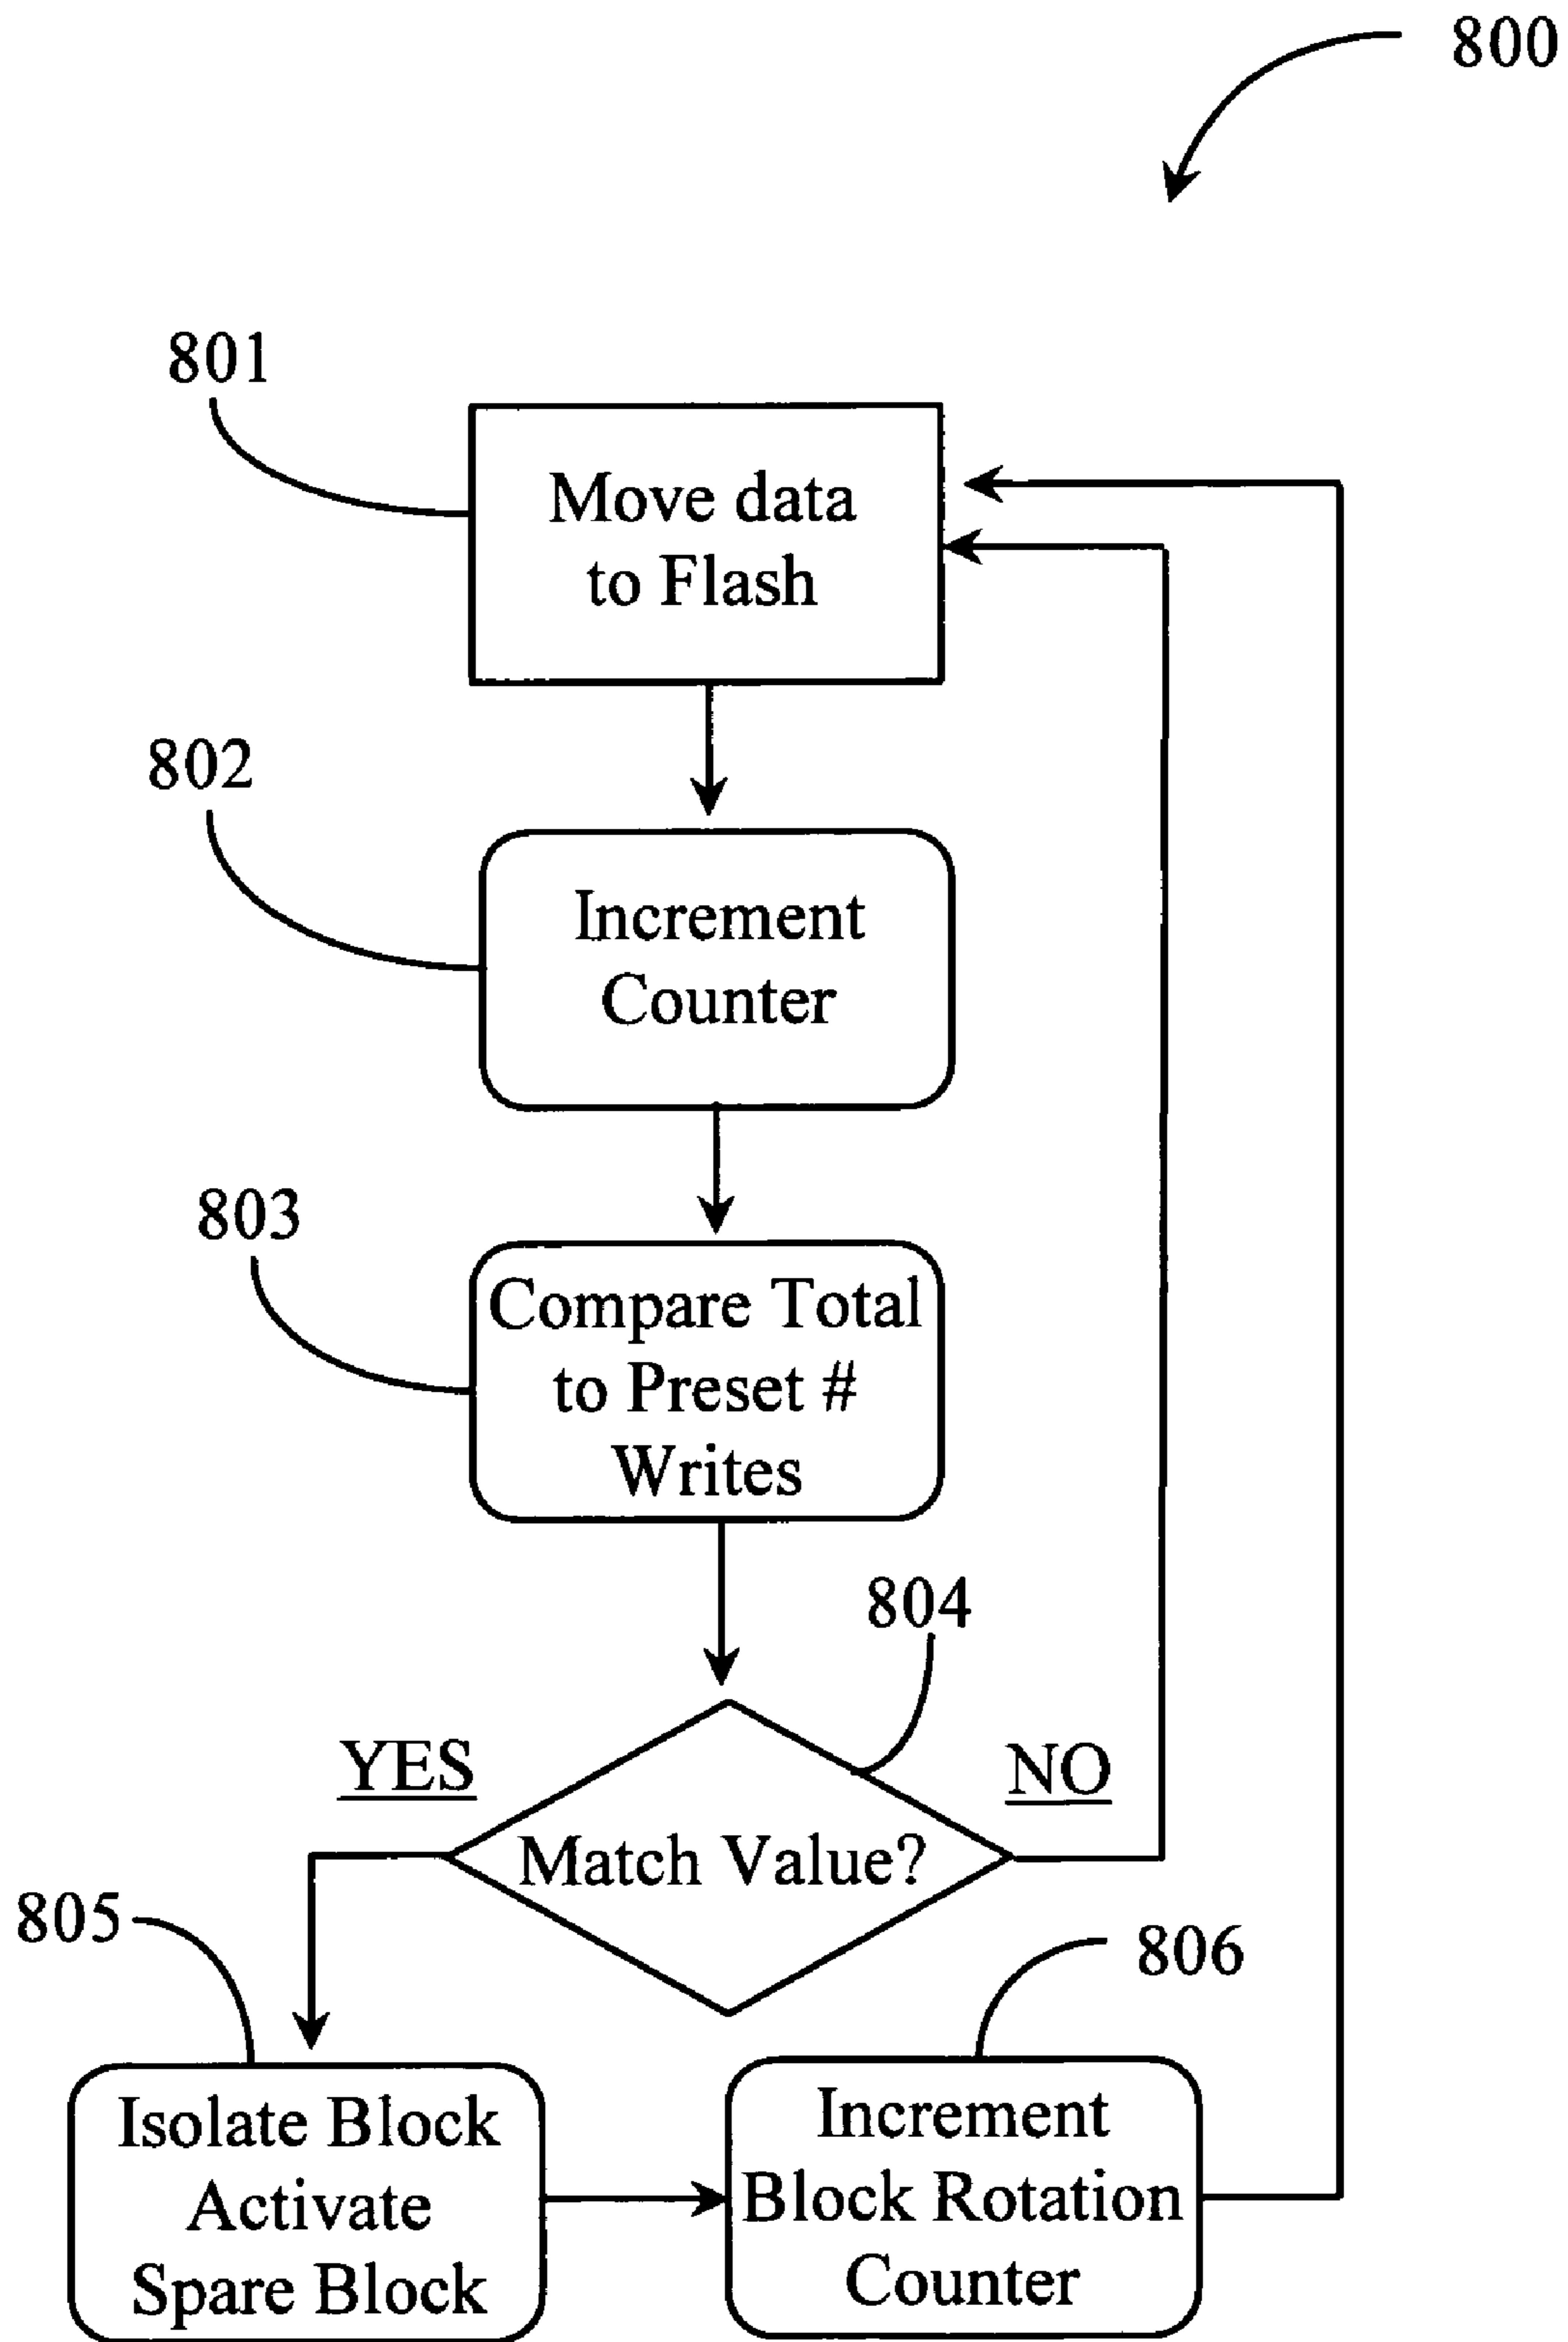 800
801
Move data
to Flash
802
Increment
Counter
803
Compare Total
to Preset #
Writes
804
YES
NO
Match Value?
805
806
Isolate Block
Activate
Spare Block
Increment
Block Rotation
Counter